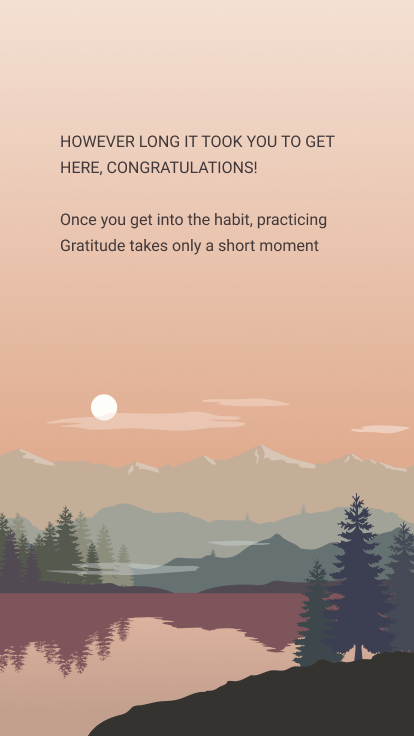 HOWEVER LONG IT TOOK YOU TO GET
HERE, CONGRATULATIONS!
Once you get into the habit, practicing
Gratitude takes only a short moment